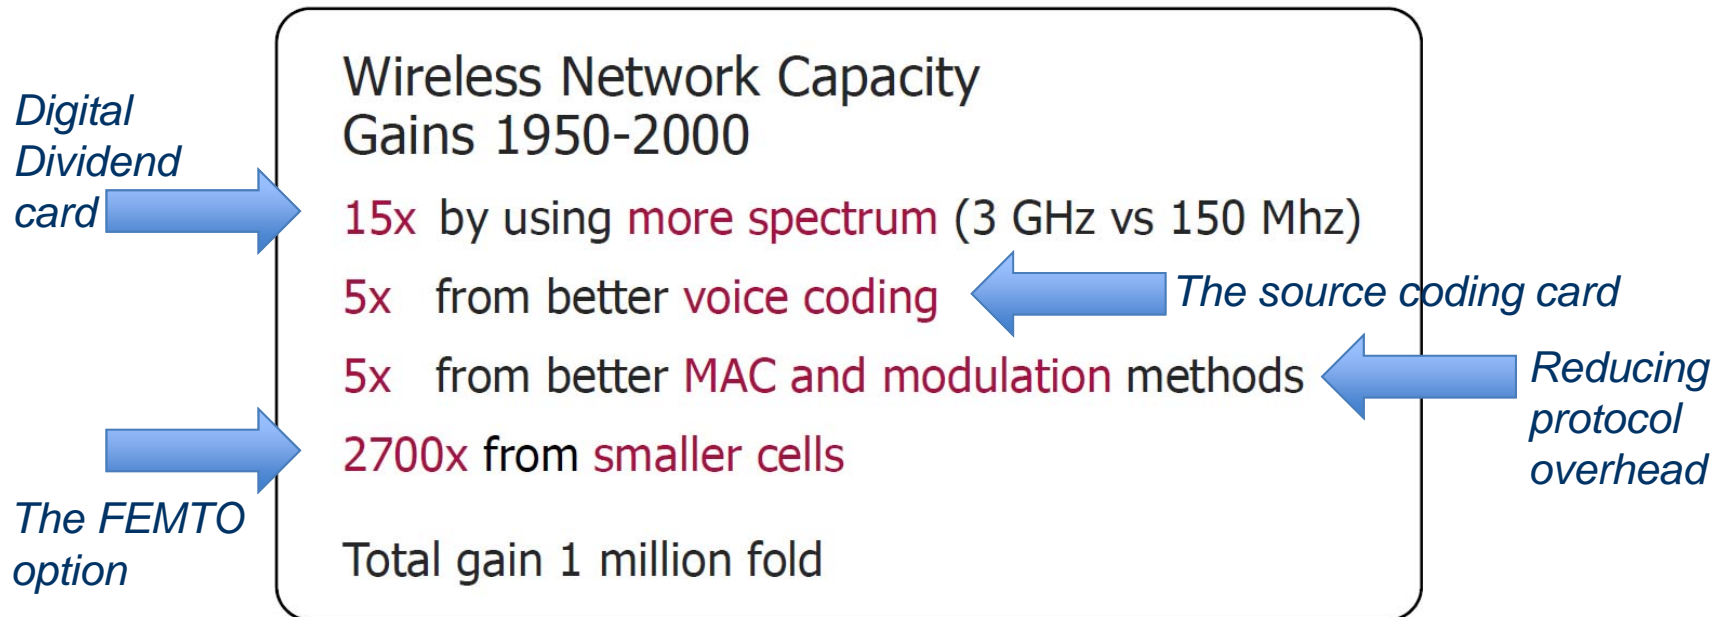 Wireless Network Capacity
Gains 1950-2000
Digital
Dividend
card
15x by using more spectrum (3 GHz vs 150 Mhz)
5x from better voice coding
The source coding card
5x from better MAC and modulation methods
Reducing
protocol
overhead
2700x from smaller cells
The FEMTO
option
Total gain 1 million fold